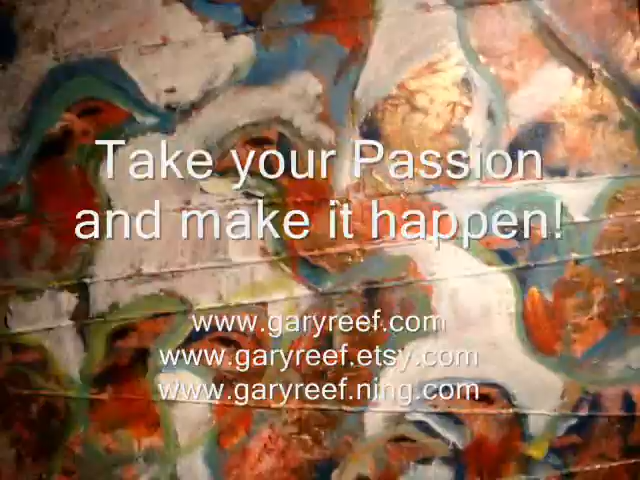 Take your Passion
and make it happen!
www.garyreef.com
www.garyreef.etsy.com
www.garyreef.ning.com